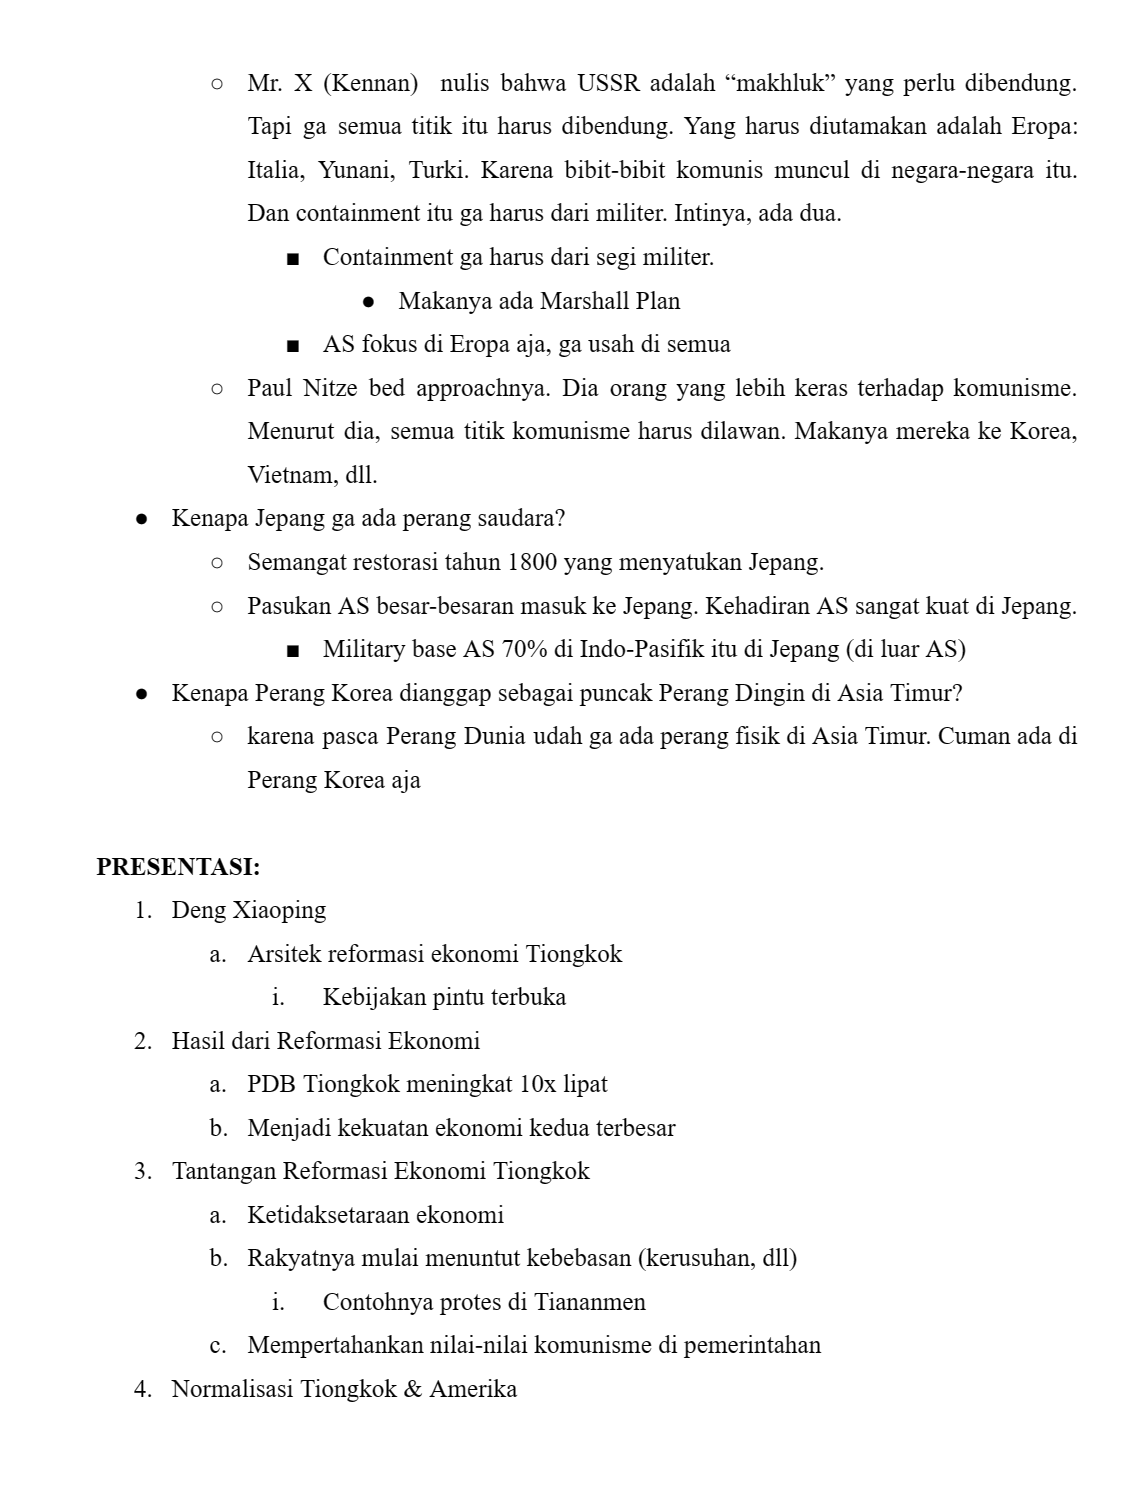 ○ Mr. X (Kennan) nulis bahwa USSR adalah “makhluk” yang perlu dibendung.
Tapi ga semua titik itu harus dibendung. Yang harus diutamakan adalah Eropa:
Italia, Yunani, Turki. Karena bibit-bibit komunis muncul di negara-negara itu.
Dan containment itu ga harus dari militer. Intinya, ada dua.
■ Containment ga harus dari segi militer.
● Makanya ada Marshall Plan
■ AS fokus di Eropa aja, ga usah di semua
○ Paul Nitze bed approachnya. Dia orang yang lebih keras terhadap komunisme.
Menurut dia, semua titik komunisme harus dilawan. Makanya mereka ke Korea,
Vietnam, dll.
● Kenapa Jepang ga ada perang saudara?
○ Semangat restorasi tahun 1800 yang menyatukan Jepang.
○ Pasukan AS besar-besaran masuk ke Jepang. Kehadiran AS sangat kuat di Jepang.
■ Military base AS 70% di Indo-Pasifik itu di Jepang (di luar AS)
● Kenapa Perang Korea dianggap sebagai puncak Perang Dingin di Asia Timur?
○ karena pasca Perang Dunia udah ga ada perang fisik di Asia Timur. Cuman ada di
Perang Korea aja
PRESENTASI:
1. Deng Xiaoping
a. Arsitek reformasi ekonomi Tiongkok
i. Kebijakan pintu terbuka
2. Hasil dari Reformasi Ekonomi
a. PDB Tiongkok meningkat 10x lipat
b. Menjadi kekuatan ekonomi kedua terbesar
3. Tantangan Reformasi Ekonomi Tiongkok
a. Ketidaksetaraan ekonomi
b. Rakyatnya mulai menuntut kebebasan (kerusuhan, dll)
i. Contohnya protes di Tiananmen
c. Mempertahankan nilai-nilai komunisme di pemerintahan
4. Normalisasi Tiongkok & Amerika